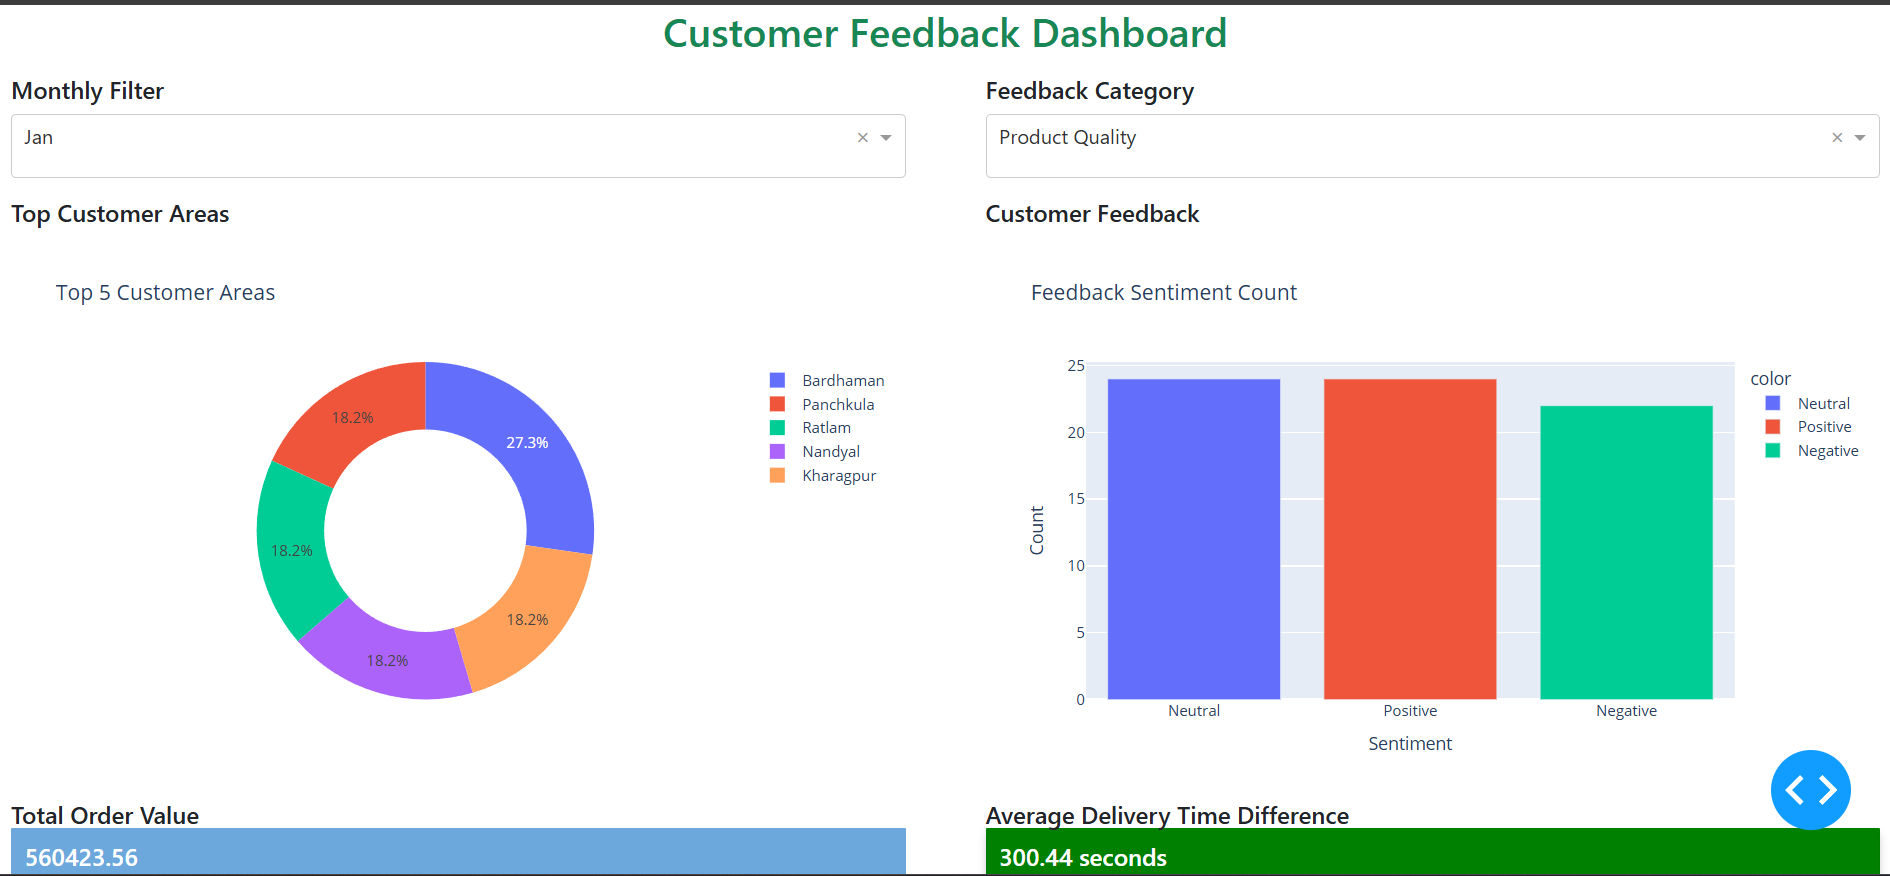 Customer Feedback Dashboard
Monthly Filter
Jan
Feedback Category
Product Quality
Top Customer Areas
Top 5 Customer Areas
18.2%
27.3%
18.2%
18.2%
18.2%
Bardhaman
Panchkula
Ratlam
Nandyal
Kharagpur
Customer Feedback
Feedback Sentiment Count
25
20
15
10
5
0
Count
Neutral
Positive
Negative
Sentiment
color
Neutral
Positive
Negative
Total Order Value
560423.56
Average Delivery Time Difference
300.44 seconds